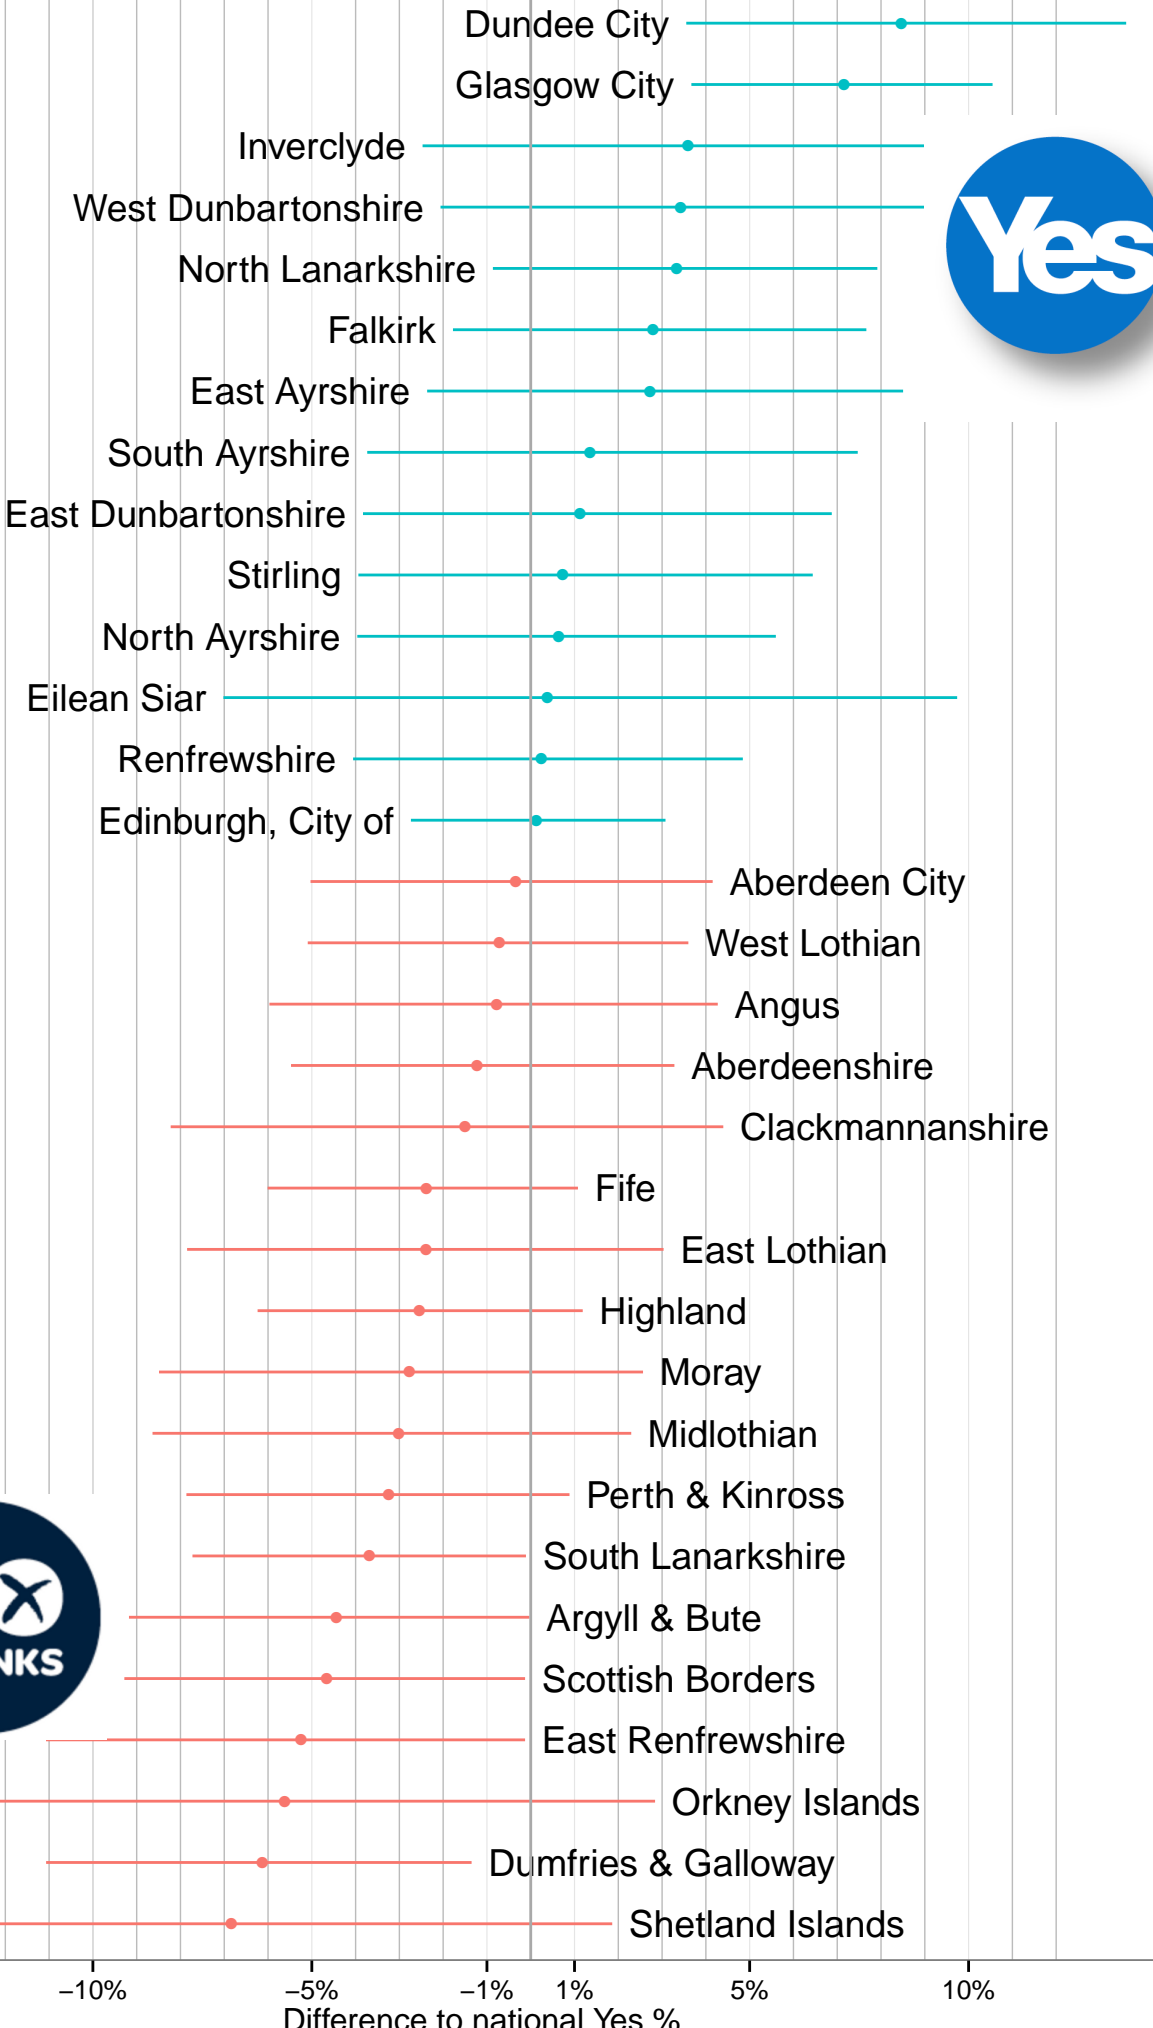 Dundee City
Glasgow City
Inverclyde
West Dunbartonshire
Yes
North Lanarkshire
Falkirk
East Ayrshire
South Ayrshire
East Dunbartonshire
Stirling
North Ayrshire
Eilean Siar
Renfrewshire
Edinburgh, City of
Aberdeen City
West Lothian
Angus
Aberdeenshire
Clackmannanshire
Fife
East Lothian
Highland
Moray
Midlothian
Perth & Kinross
South Lanarkshire
Argyll & Bute
NKS
Scottish Borders
East Renfrewshire
Orkney Islands
Dumfries & Galloway
Shetland Islands
−10% −5% −1% 1% 5% 10%
Difference to national Yes %